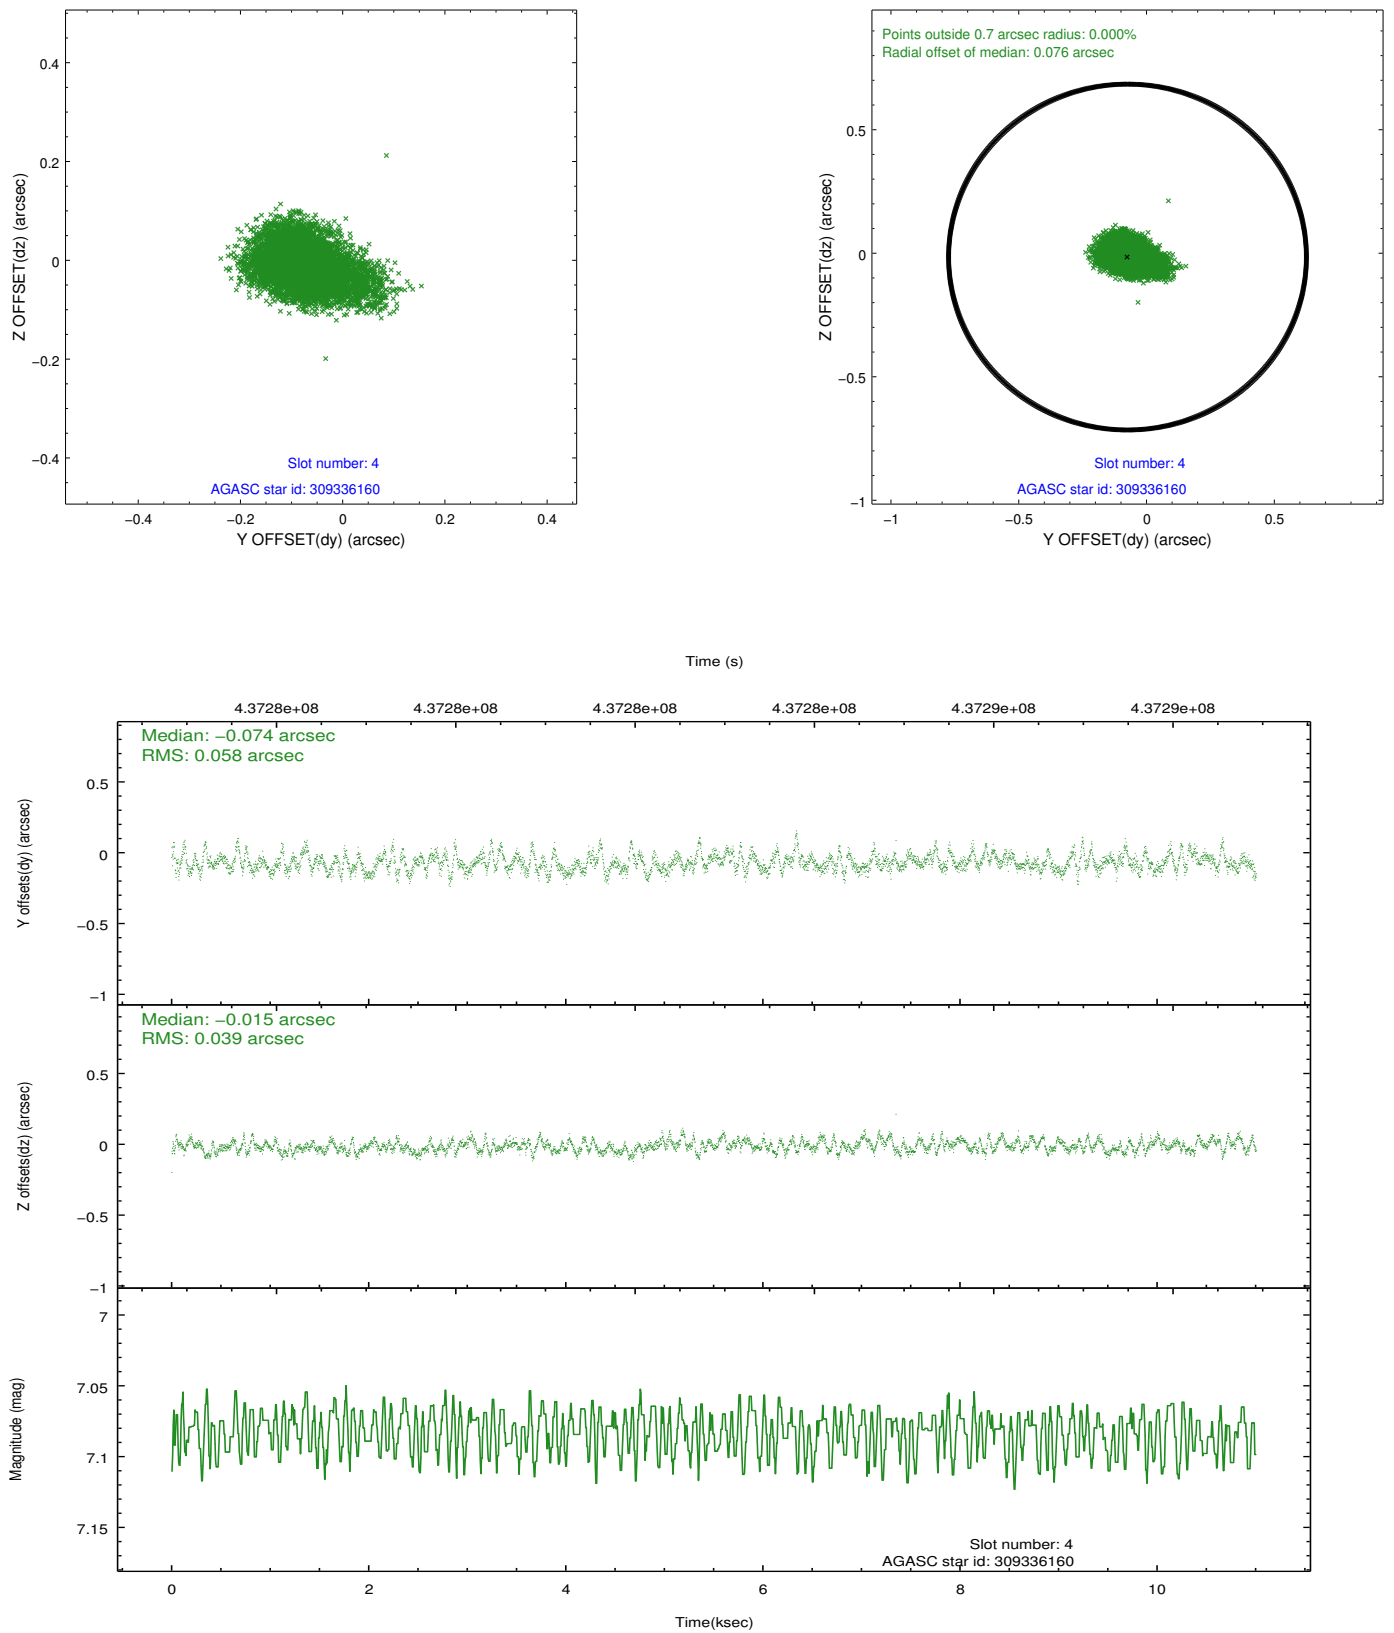 0.4
0.2
0
−0.2
−0.4
Z OFFSET(dz) (arcsec)
Slot number: 4
AGASC star id: 309336160
−0.4 −0.2 0 0.2 0.4
Y OFFSET(dy) (arcsec)
Points outside 0.7 arcsec radius: 0.000%
Radial offset of median: 0.076 arcsec
0.5
0
−0.5
−1
Z OFFSET(dz) (arcsec)
Slot number: 4
AGASC star id: 309336160
−1 −0.5 0 0.5
Y OFFSET(dy) (arcsec)
Time (s)
4.3728e+08 4.3728e+08 4.3728e+08 4.3728e+08 4.3729e+08 4.3729e+08
Median: −0.074 arcsec
RMS: 0.058 arcsec
0.5
0
−0.5
−1
Y offsets(dy) (arcsec)
Median: −0.015 arcsec
RMS: 0.039 arcsec
0.5
0
−0.5
−1
Z offsets(dz) (arcsec)
7
7.05
7.1
7.15
Magnitude (mag)
Slot number: 4
AGASC star id: 309336160
0 2 4 6 8 10
Time(ksec)